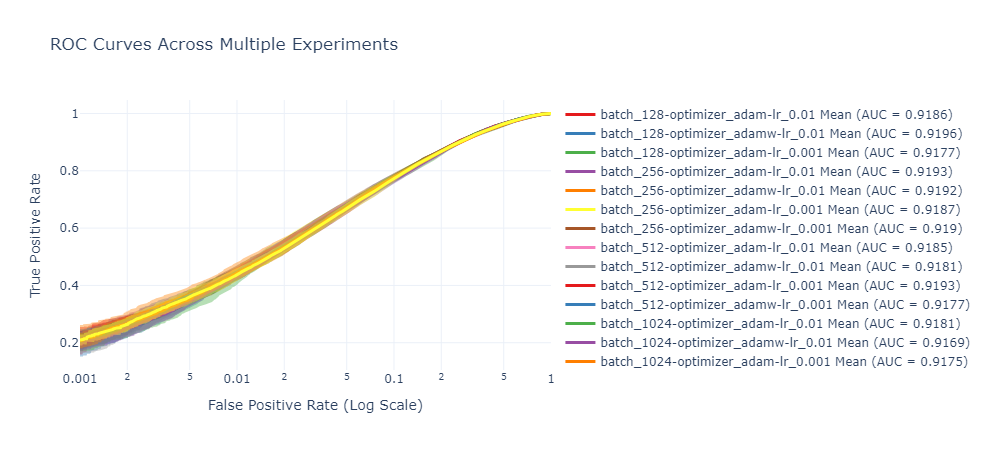 ROC Curves Across Multiple Experiments
True Positive Rate
1
0.8
0.6
0.4
0.2
0.001
2
5
0.01
2
5
0.1
2
5
1
False Positive Rate (Log Scale)
batch_128-optimizer_adam-lr_0.01 Mean (AUC = 0.9186)
batch_128-optimizer_adamw-lr_0.01 Mean (AUC = 0.9196)
batch_128-optimizer_adam-lr_0.001 Mean (AUC = 0.9177)
batch_256-optimizer_adam-lr_0.01 Mean (AUC = 0.9193)
batch_256-optimizer_adamw-lr_0.01 Mean (AUC = 0.9192)
batch_256-optimizer_adam-lr_0.001 Mean (AUC = 0.9187)
batch_256-optimizer_adamw-lr_0.001 Mean (AUC = 0.919)
batch_512-optimizer_adam-lr_0.01 Mean (AUC = 0.9185)
batch_512-optimizer_adamw-lr_0.01 Mean (AUC = 0.9181)
batch_512-optimizer_adam-lr_0.001 Mean (AUC = 0.9193)
batch_512-optimizer_adamw-lr_0.001 Mean (AUC = 0.9177)
batch_1024-optimizer_adam-lr_0.01 Mean (AUC = 0.9181)
batch_1024-optimizer_adamw-lr_0.01 Mean (AUC = 0.9169)
batch_1024-optimizer_adam-lr_0.001 Mean (AUC = 0.9175)